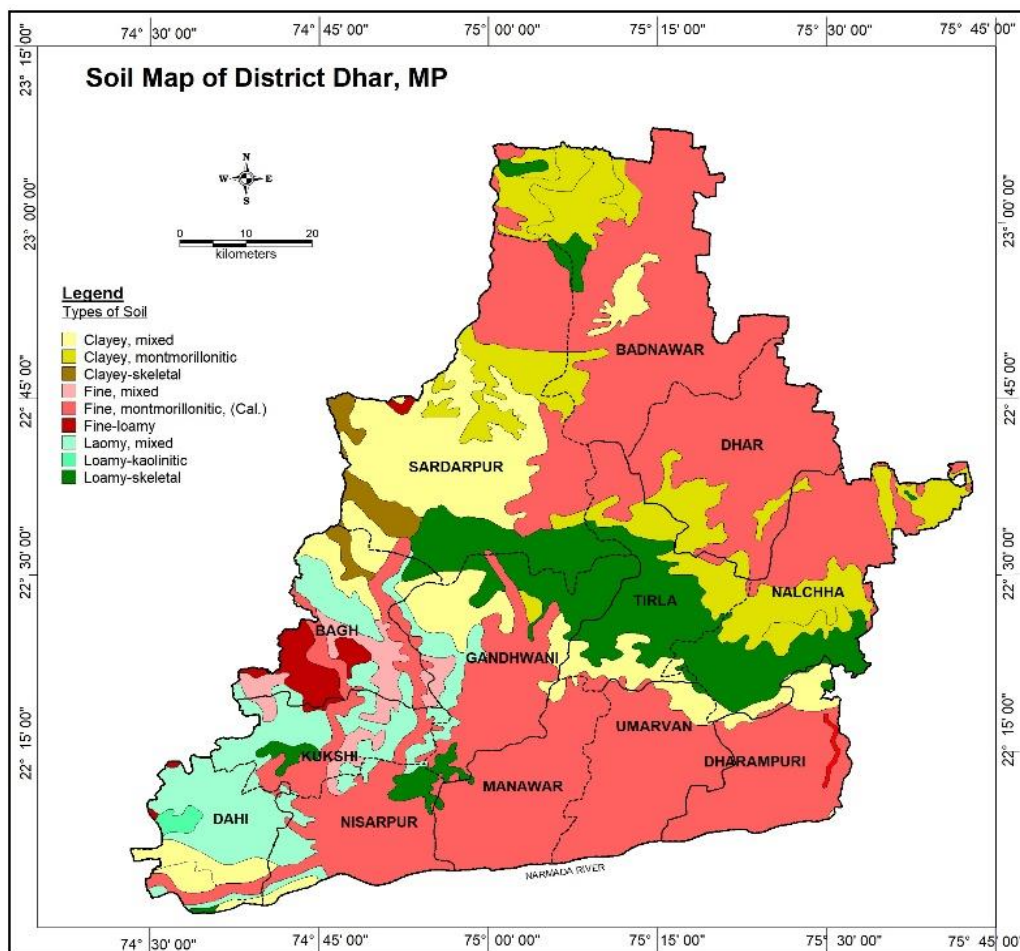 74° 30' 00"
74° 45' 00"
75° 00' 00"
75° 15' 00"
75° 30' 00"
75° 45' 00"
23° 15' 00"
Soil Map of District Dhar, MP
N
W E
S
23° 00' 00"
23° 00' 00"
0 10 20
kilometers
Legend
Types of Soil
Clayey, mixed
Clayey, montmorillonitic
Clayey-skeletal
Fine, mixed
Fine, montmorillonitic, (Cal.)
Fine-loamy
Laomy, mixed
Loamy-kaolinitic
Loamy-skeletal
BADNAWAR
22° 45' 00"
22° 45' 00"
DHAR
SARDARPUR
22° 30' 00"
22° 30' 00"
TIRLA
NALCHHA
BAGH
GANDHWANI
22° 15' 00"
22° 15' 00"
UMARVAN
KUKSHI
DHARAMPURI
MANAWAR
DAHI
NISARPUR
NARMADA RIVER
74° 30' 00"
74° 45' 00"
75° 00' 00"
75° 15' 00"
75° 30' 00"
75° 45' 00"